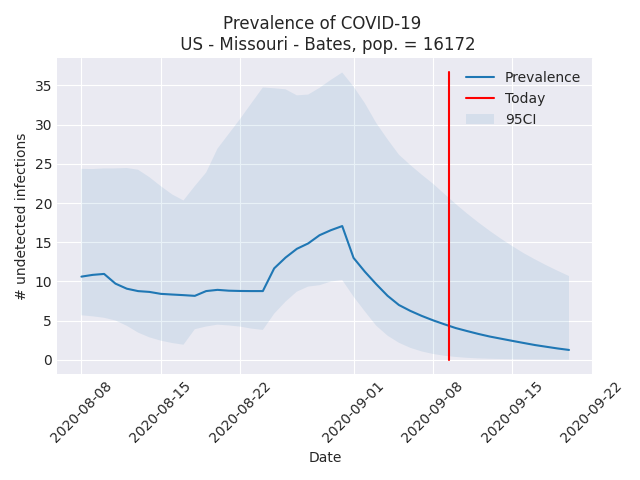 Prevalence of COVID-19
US - Missouri - Bates, pop. = 16172
Prevalence
Today
95CI
# undetected infections
35
30
25
20
15
10
5
0
2020-08-08
2020-08-15
2020-08-22
2020-09-01
2020-09-08
2020-09-15
2020-09-22
Date